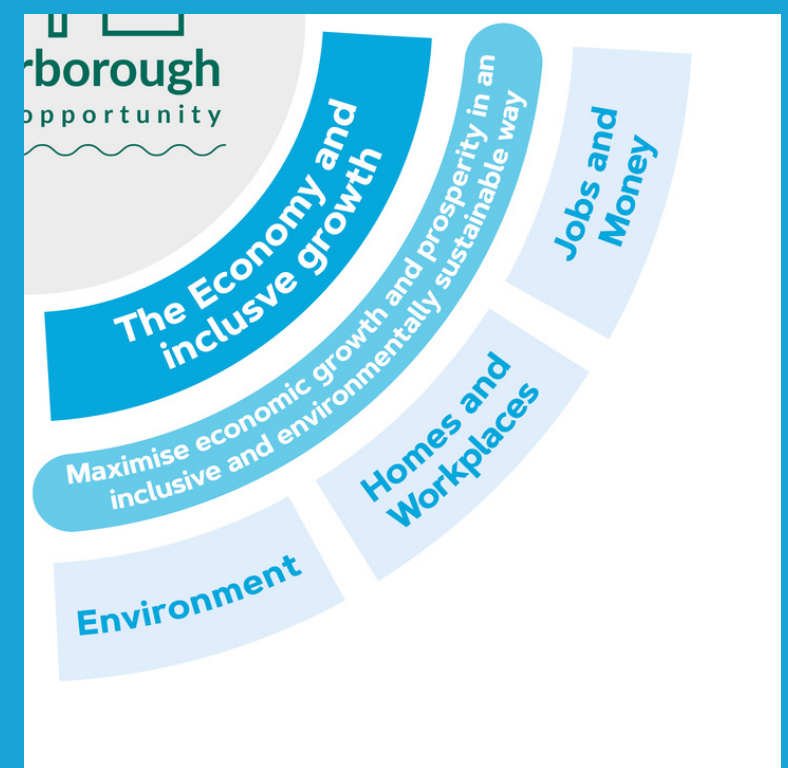 rborough
opportunity
The Economy and
inclusve growth
Maximise economic growth and prosperity in an
inclusive and environmentally sustainable way
Jobs and
Money
Homes and
Workplaces
Environment